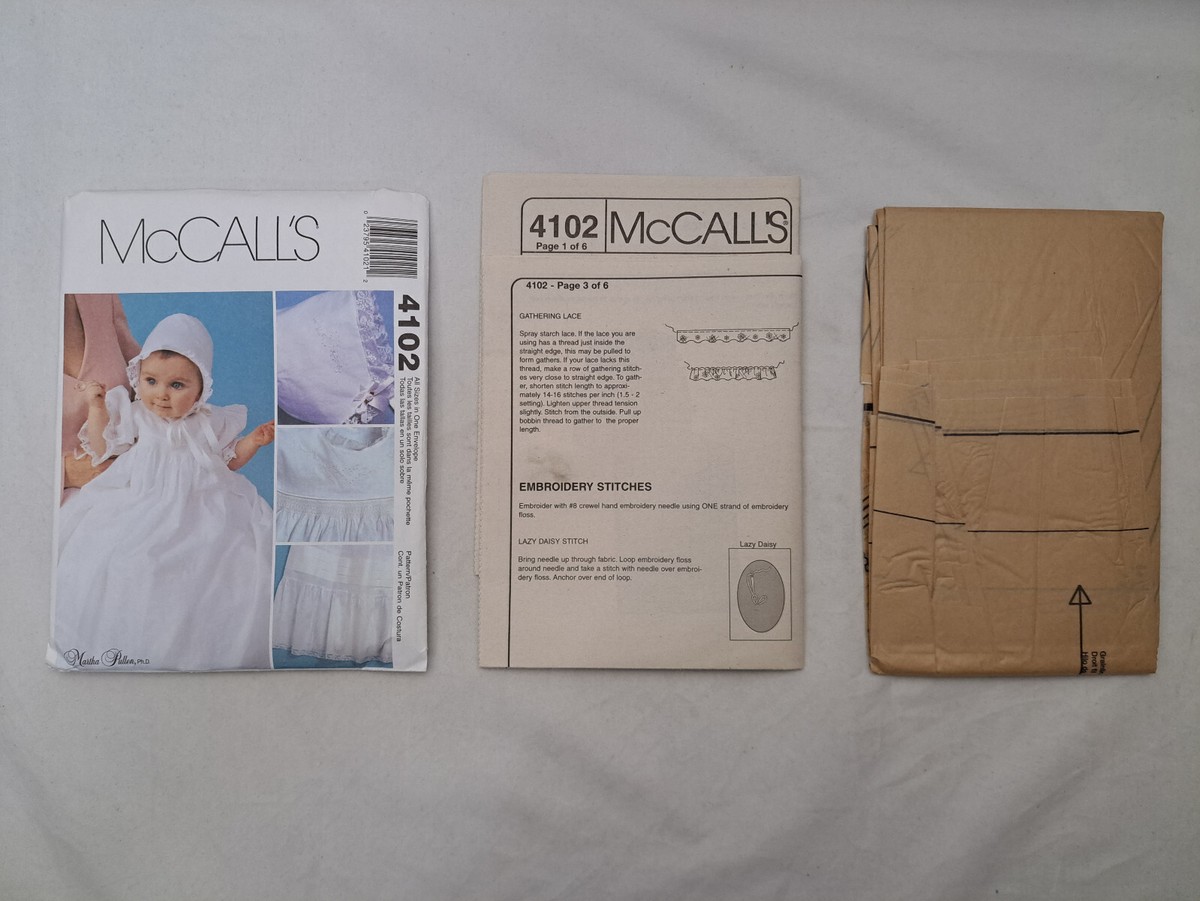 McCALL'S
0 23795 41021 2
4102
All Sizes in One Envelope
Toutes les tailles sont dans la même pochette
Todas las tallas en un solo sobre
Pattern/Patron
Cont. un Patron de Costura
Martha Pullen, Ph.D.
4102
Page 1 of 6
McCALL'S®
4102 - Page 3 of 6
GATHERING LACE
Spray starch lace. If the lace you are
using has a thread just inside the
straight edge, this may be pulled to
form gathers. If your lace lacks this
thread, make a row of gathering stitch-
es very close to straight edge. To gath-
er, shorten stitch length to approxi-
mately 14-16 stitches per inch (1.5 - 2
setting). Lighten upper thread tension
slightly. Stitch from the outside. Pull up
bobbin thread to gather to the proper
length.
EMBROIDERY STITCHES
Embroider with #8 crewel hand embroidery needle using ONE strand of embroidery
floss.
LAZY DAISY STITCH
Bring needle up through fabric. Loop embroidery floss
around needle and take a stitch with needle over embroi-
dery floss. Anchor over end of loop.
Lazy Daisy